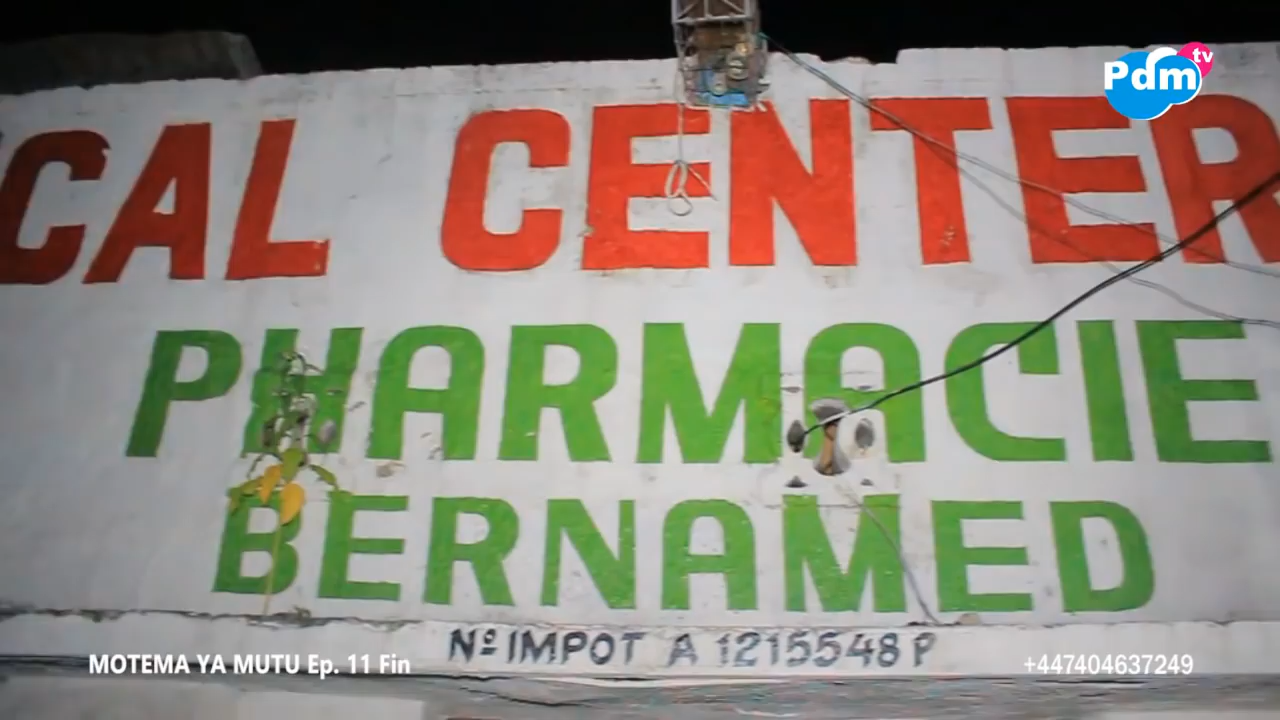 Pdm tv
CAL CENTER
PHARMACIE
BERNAMED
Nº IMPOT A 1215548 P
MOTEMA YA MUTU Ep. 11 Fin
+447404637249